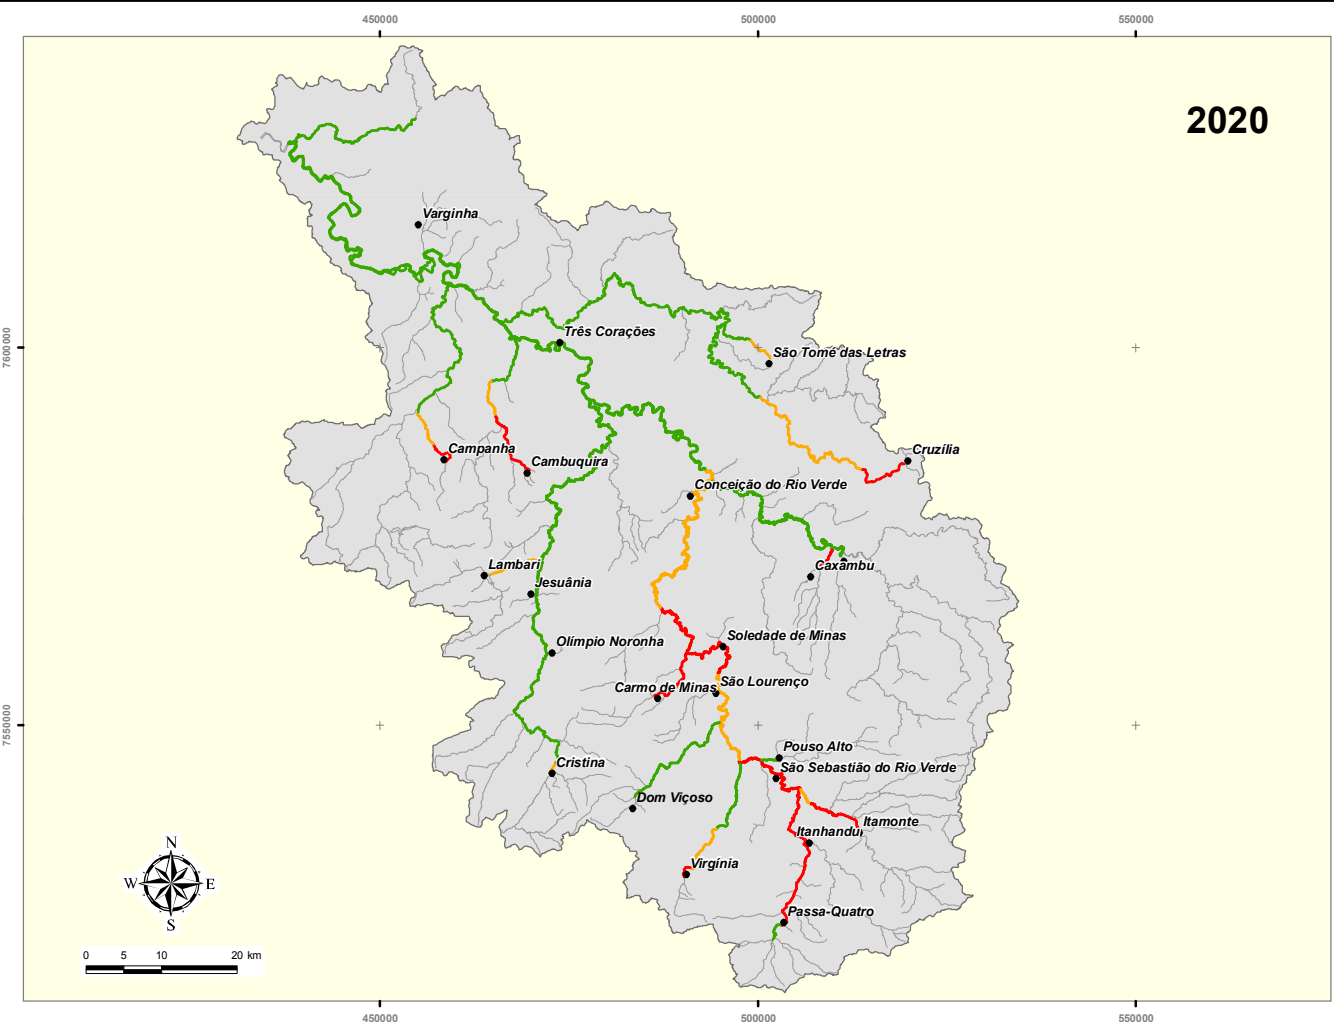 450000
500000
550000
2020
Varginha
7600000
Três Corações
São Tomé das Letras
Campanha
Cambuquira
Cruzília
Conceição do Rio Verde
Lambari
Caxambu
Jesuânia
Olímpio Noronha
Soledade de Minas
Carmo de Minas
São Lourenço
7550000
Pouso Alto
Cristina
São Sebastião do Rio Verde
Dom Viçoso
Itamonte
Itanhandu
N
Virgínia
W
E
S
Passa-Quatro
0 5 10 20 km
450000
500000
550000